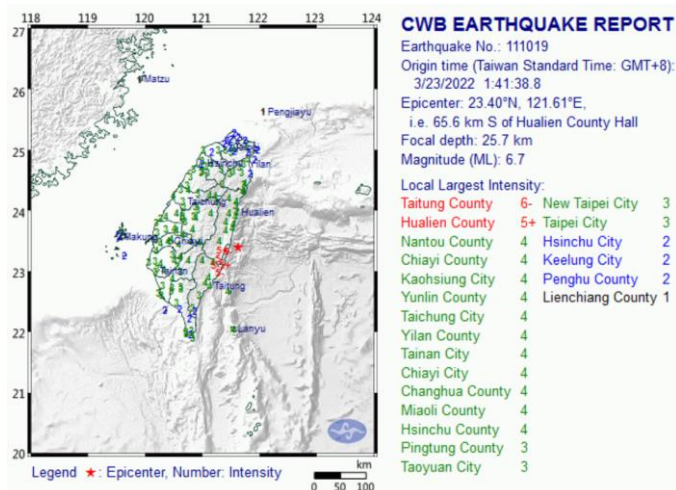 118 119 120 121 122 123 124
27
26
25
24
23
22
21
20
Matzu
Pengjiayu
Hsinchu
Yilan
Taichung
Hualien
Makung
Chiayi
Tainan
Taitung
Lanyu
Legend ★: Epicenter, Number: Intensity
km
0 50 100
CWB EARTHQUAKE REPORT
Earthquake No.: 111019
Origin time (Taiwan Standard Time: GMT+8):
3/23/2022 1:41:38.8
Epicenter: 23.40°N, 121.61°E,
i.e. 65.6 km S of Hualien County Hall
Focal depth: 25.7 km
Magnitude (ML): 6.7
Local Largest Intensity:
Taitung County 6- New Taipei City 3
Hualien County 5+ Taipei City 3
Nantou County 4 Hsinchu City 2
Chiayi County 4 Keelung City 2
Kaohsiung City 4 Penghu County 2
Yunlin County 4 Lienchiang County 1
Taichung City 4
Yilan County 4
Tainan City 4
Chiayi City 4
Changhua County 4
Miaoli County 4
Hsinchu County 4
Pingtung County 3
Taoyuan City 3